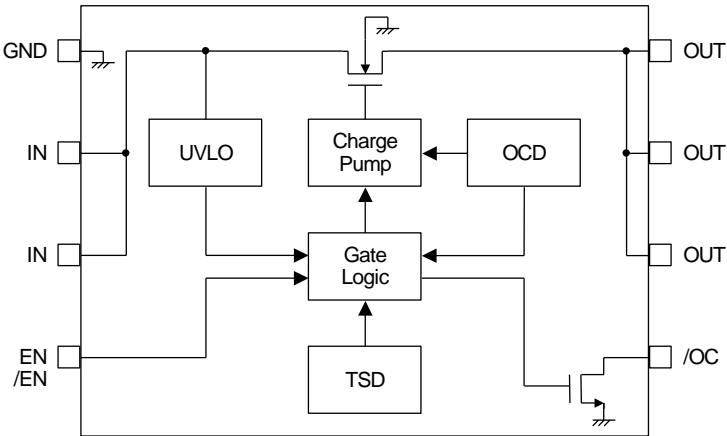 GND
OUT
IN
UVLO
Charge
Pump
OCD
OUT
IN
Gate
Logic
OUT
EN
/EN
TSD
/OC